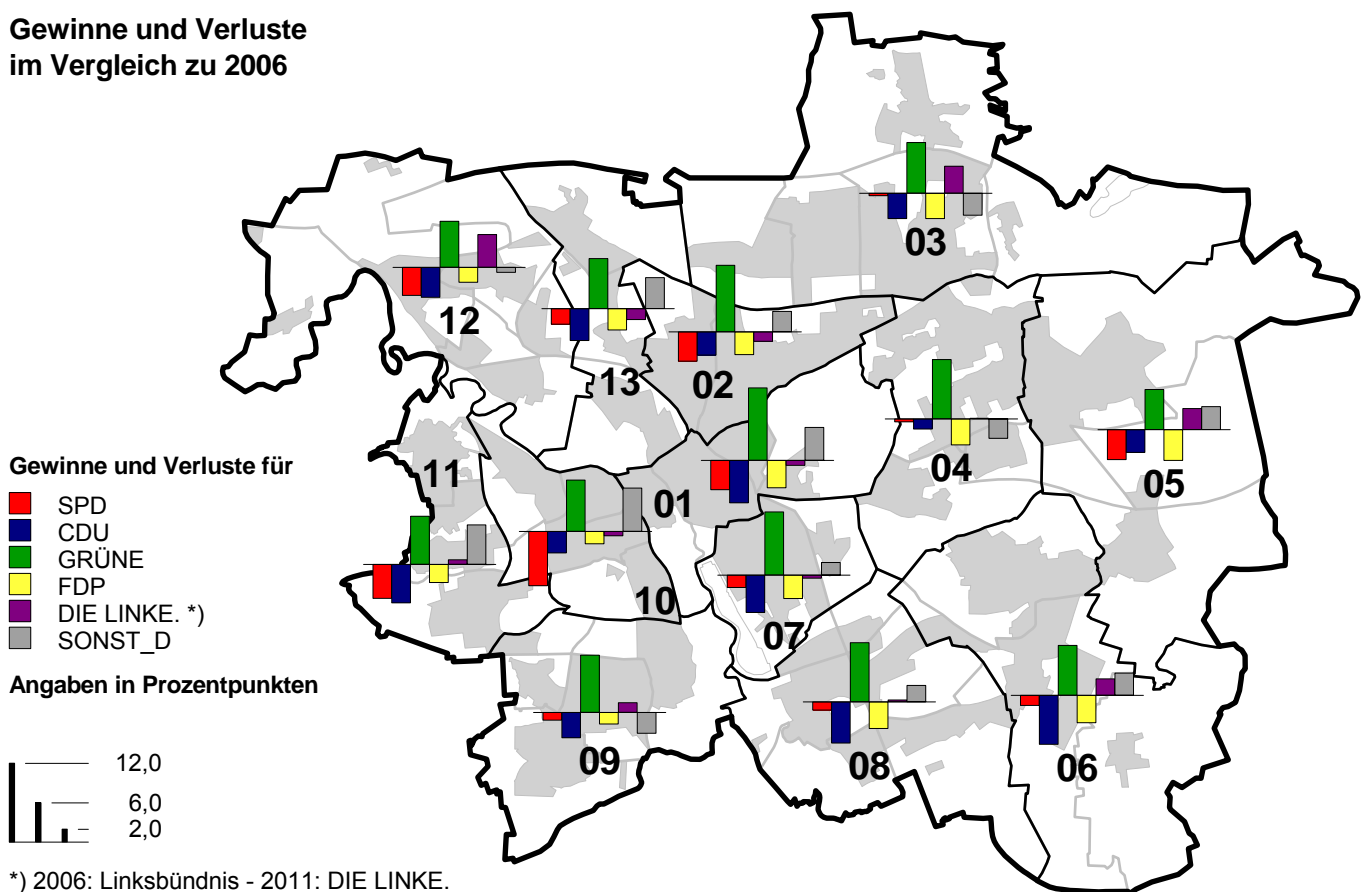 Gewinne und Verluste
im Vergleich zu 2006
03
12
13
02
11
01
04
05
10
07
09
08
06
Gewinne und Verluste für
SPD
CDU
GRÜNE
FDP
DIE LINKE. *)
SONST_D
Angaben in Prozentpunkten
12,0
6,0
2,0
*) 2006: Linksbündnis - 2011: DIE LINKE.